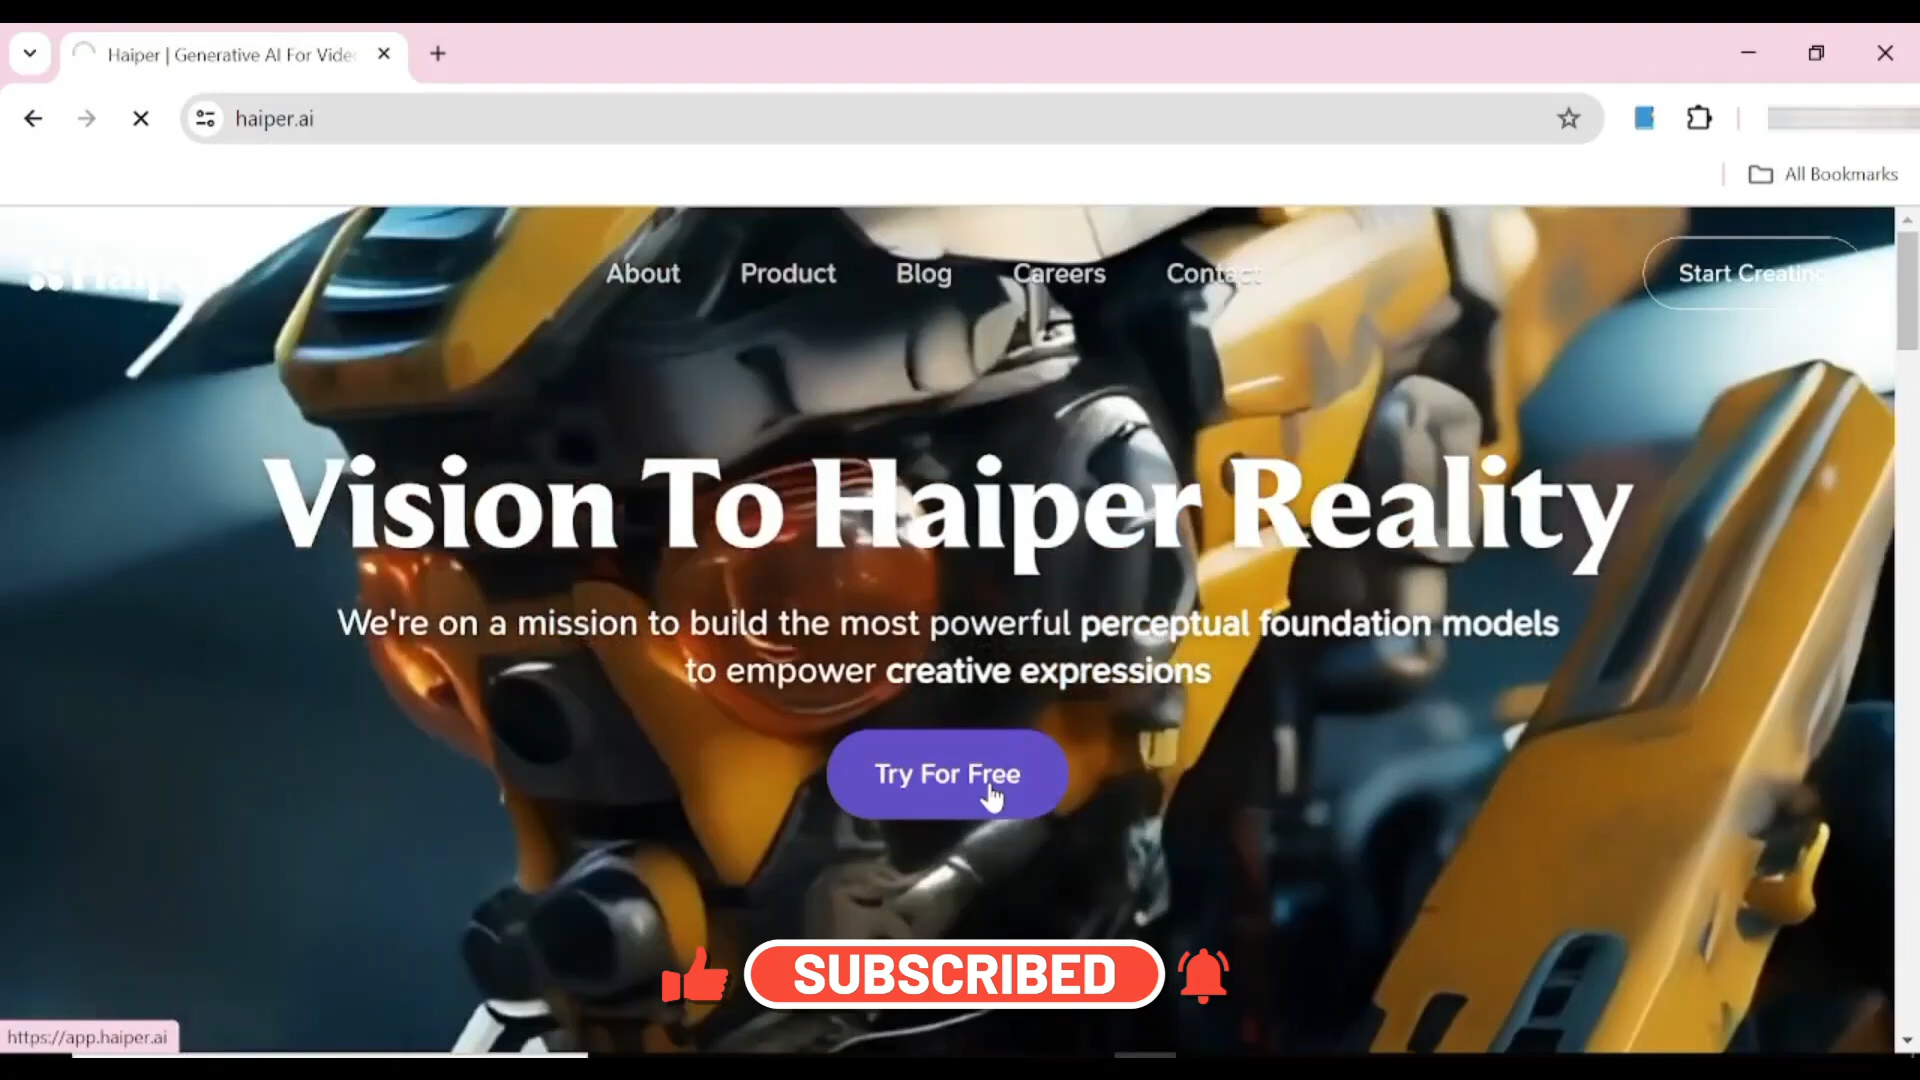 Haiper | Generative AI For Vide
haiper.ai
All Bookmarks
Haiper
About Product Blog Careers Contact
Start Creating
Vision To Haiper Reality
We're on a mission to build the most powerful perceptual foundation models
to empower creative expressions
Try For Free
SUBSCRIBED
https://app.haiper.ai